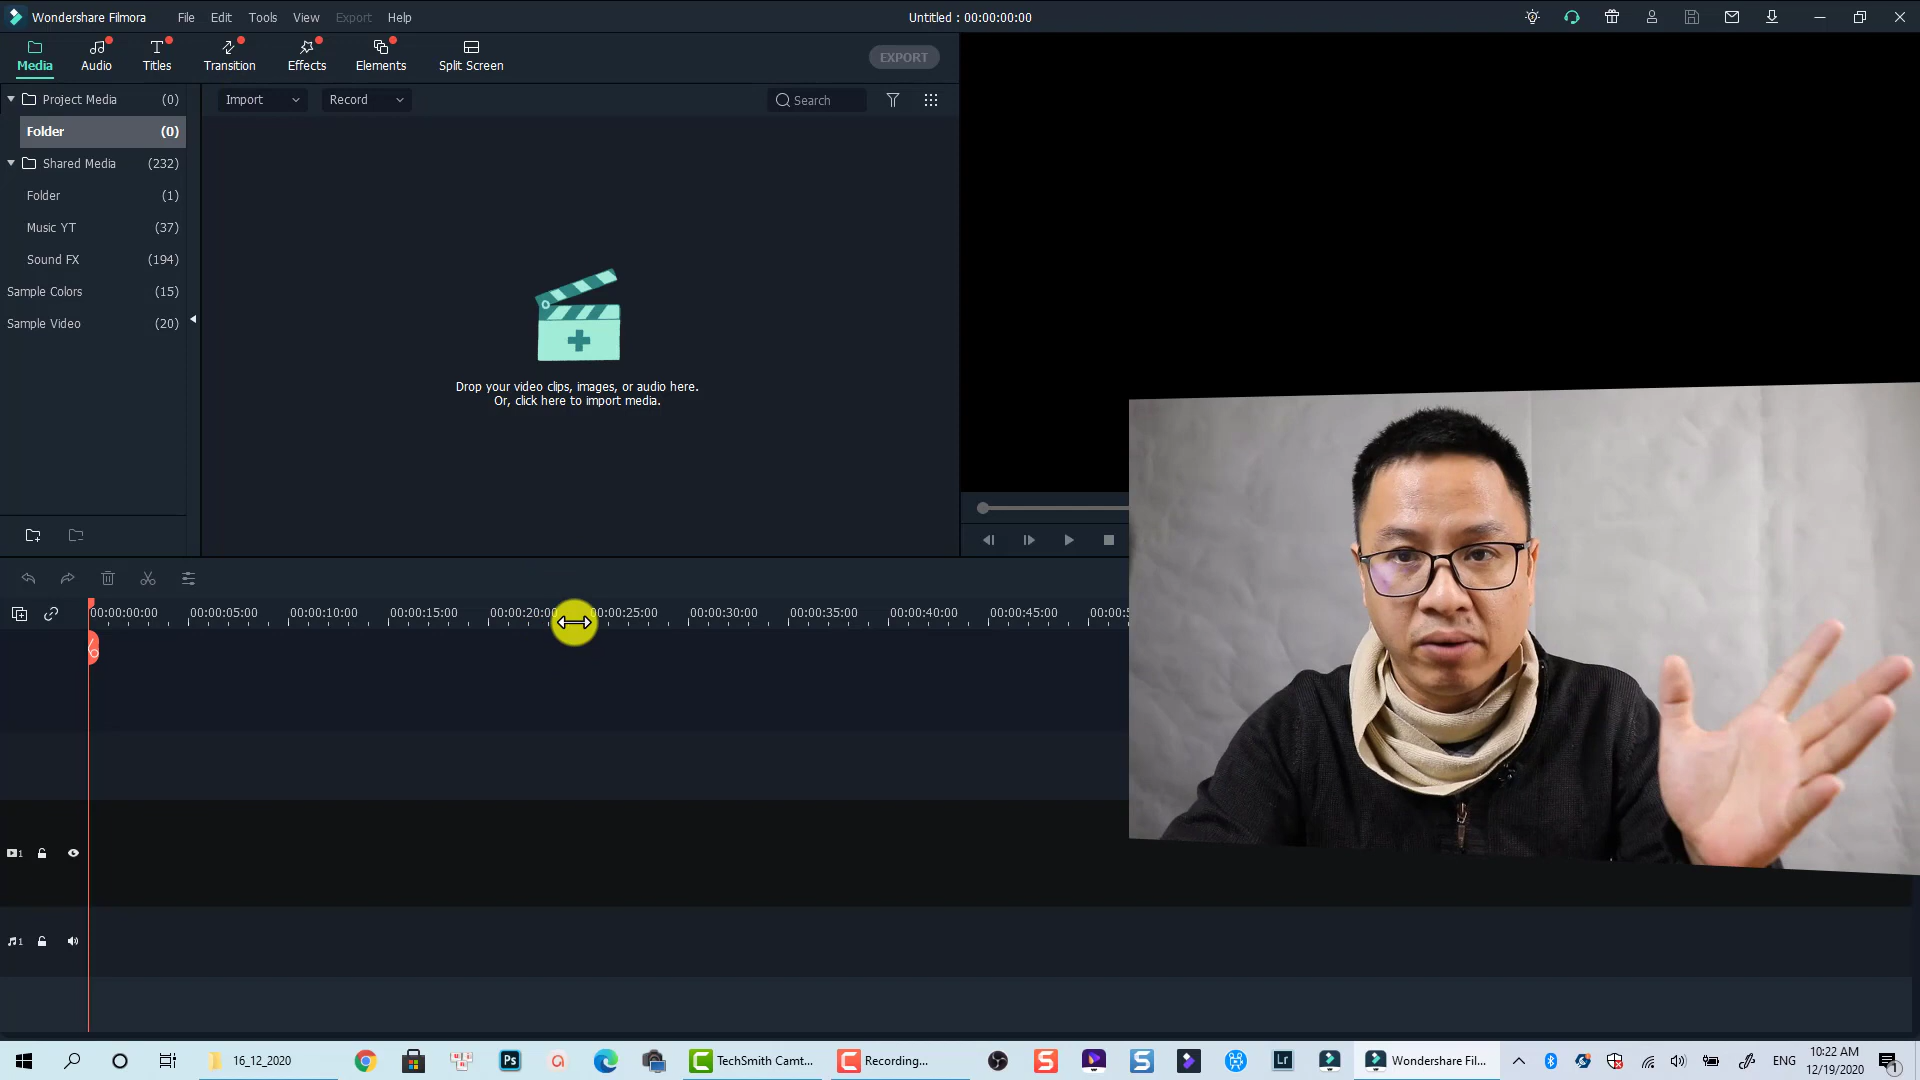 Wondershare Filmora File Edit Tools View Export Help Untitled : 00:00:00:00
Media Audio Titles Transition Effects Elements Split Screen EXPORT
Project Media (0)
Import Record Search
Folder (0)
Shared Media (232)
Folder (1)
Music YT (37)
Sound FX (194)
Sample Colors (15)
Sample Video (20)
Drop your video clips, images, or audio here.
Or, click here to import media.
00:00:00:00 00:00:05:00 00:00:10:00 00:00:15:00 00:00:20:00 00:00:25:00 00:00:30:00 00:00:35:00 00:00:40:00 00:00:45:00
1
1
16_12_2020 Ps TechSmith Camt... Recording... S S Lr Wondershare Fil... ENG 10:22 AM
12/19/2020 1